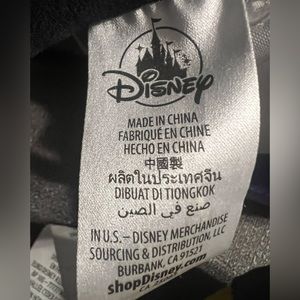 Disney
MADE IN CHINA
FABRIQUÉ EN CHINE
HECHO EN CHINA
中國製
ผลิตในประเทศจีน
DIBUAT DI TIONGKOK
صنع في الصين
IN U.S. – DISNEY MERCHANDISE
SOURCING & DISTRIBUTION, LLC
BURBANK, CA 91521
shopDisney.com